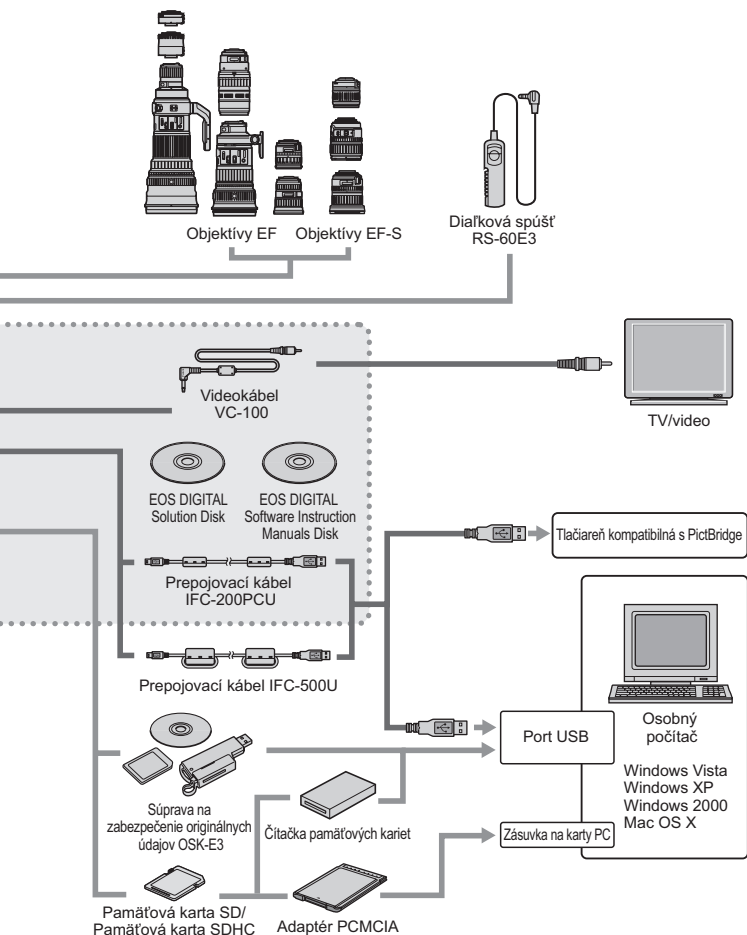 Objektívy EF
Objektívy EF-S
Diaľková spúšť
RS-60E3
Videokábel
VC-100
TV/video
EOS DIGITAL
Solution Disk
EOS DIGITAL
Software Instruction
Manuals Disk
Tlačiareň kompatibilná s PictBridge
Prepojovací kábel
IFC-200PCU
Prepojovací kábel IFC-500U
Port USB
Osobný
počítač
Windows Vista
Windows XP
Windows 2000
Mac OS X
Súprava na
zabezpečenie originálnych
údajov OSK-E3
Čítačka pamäťových kariet
Zásuvka na karty PC
Pamäťová karta SD/
Pamäťová karta SDHC
Adaptér PCMCIA